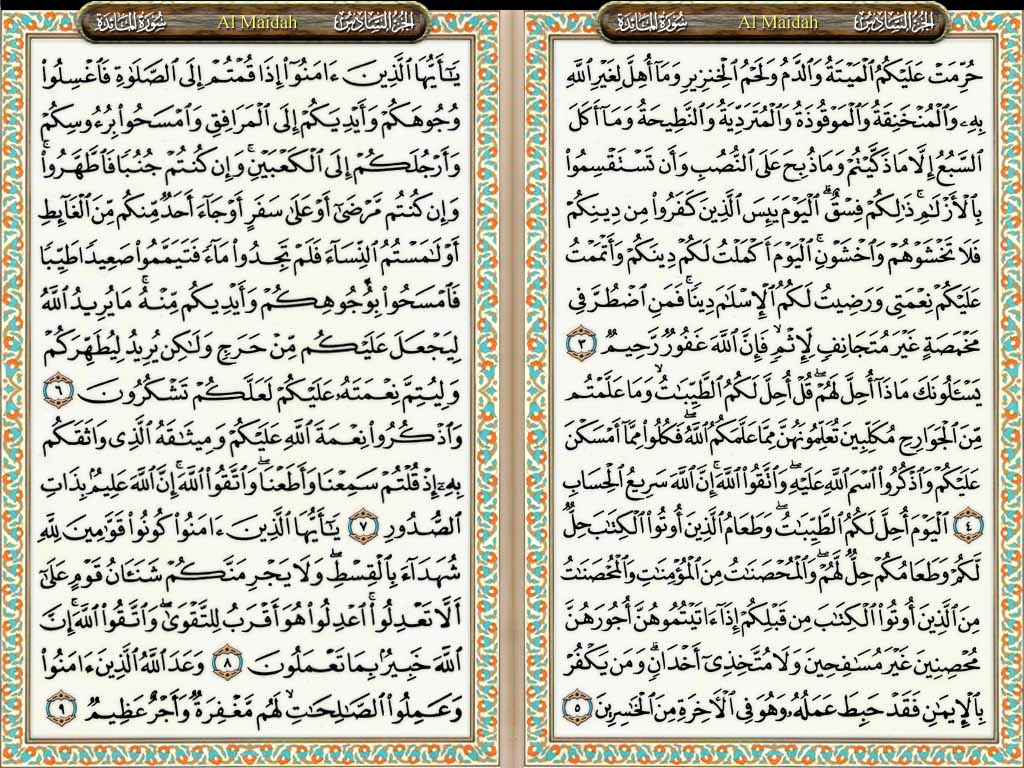 الجزء السادس Al Maidah سورة المائدة
حُرِّمَتْ عَلَيْكُمُ ٱلْمَيْتَةُ وَٱلدَّمُ وَلَحْمُ ٱلْخِنزِيرِ وَمَآ أُهِلَّ لِغَيْرِ ٱللَّهِ
بِهِۦ وَٱلْمُنْخَنِقَةُ وَٱلْمَوْقُوذَةُ وَٱلْمُتَرَدِّيَةُ وَٱلنَّطِيحَةُ وَمَآ أَكَلَ
ٱلسَّبُعُ إِلَّا مَا ذَكَّيْتُمْ وَمَا ذُبِحَ عَلَى ٱلنُّصُبِ وَأَن تَسْتَقْسِمُوا۟
بِٱلْأَزْلَٰمِ ۚ ذَٰلِكُمْ فِسْقٌ ۗ ٱلْيَوْمَ يَئِسَ ٱلَّذِينَ كَفَرُوا۟ مِن دِينِكُمْ
فَلَا تَخْشَوْهُمْ وَٱخْشَوْنِ ۚ ٱلْيَوْمَ أَكْمَلْتُ لَكُمْ دِينَكُمْ وَأَتْمَمْتُ
عَلَيْكُمْ نِعْمَتِى وَرَضِيتُ لَكُمُ ٱلْإِسْلَٰمَ دِينًا ۚ فَمَنِ ٱضْطُرَّ فِى
مَخْمَصَةٍ غَيْرَ مُتَجَانِفٍ لِّإِثْمٍ ۙ فَإِنَّ ٱللَّهَ غَفُورٌ رَّحِيمٌ ٣
يَسْـَٔلُونَكَ مَاذَآ أُحِلَّ لَهُمْ ۖ قُلْ أُحِلَّ لَكُمُ ٱلطَّيِّبَٰتُ ۙ وَمَا عَلَّمْتُم
مِّنَ ٱلْجَوَارِحِ مُكَلِّبِينَ تُعَلِّمُونَهُنَّ مِمَّا عَلَّمَكُمُ ٱللَّهُ ۖ فَكُلُوا۟ مِمَّآ أَمْسَكْنَ
عَلَيْكُمْ وَٱذْكُرُوا۟ ٱسْمَ ٱللَّهِ عَلَيْهِ ۖ وَٱتَّقُوا۟ ٱللَّهَ ۚ إِنَّ ٱللَّهَ سَرِيعُ ٱلْحِسَابِ
٤ ٱلْيَوْمَ أُحِلَّ لَكُمُ ٱلطَّيِّبَٰتُ ۖ وَطَعَامُ ٱلَّذِينَ أُوتُوا۟ ٱلْكِتَٰبَ حِلٌّ
لَّكُمْ وَطَعَامُكُمْ حِلٌّ لَّهُمْ ۖ وَٱلْمُحْصَنَٰتُ مِنَ ٱلْمُؤْمِنَٰتِ وَٱلْمُحْصَنَٰتُ
مِنَ ٱلَّذِينَ أُوتُوا۟ ٱلْكِتَٰبَ مِن قَبْلِكُمْ إِذَآ ءَاتَيْتُمُوهُنَّ أُجُورَهُنَّ
مُحْصِنِينَ غَيْرَ مُسَٰفِحِينَ وَلَا مُتَّخِذِىٓ أَخْدَانٍ ۗ وَمَن يَكْفُرْ
بِٱلْإِيمَٰنِ فَقَدْ حَبِطَ عَمَلُهُۥ وَهُوَ فِى ٱلْءَاخِرَةِ مِنَ ٱلْخَٰسِرِينَ ٥
الجزء السادس Al Maidah سورة المائدة
يَٰٓأَيُّهَا ٱلَّذِينَ ءَامَنُوٓا۟ إِذَا قُمْتُمْ إِلَى ٱلصَّلَوٰةِ فَٱغْسِلُوا۟
وُجُوهَكُمْ وَأَيْدِيَكُمْ إِلَى ٱلْمَرَافِقِ وَٱمْسَحُوا۟ بِرُءُوسِكُمْ
وَأَرْجُلَكُمْ إِلَى ٱلْكَعْبَيْنِ ۚ وَإِن كُنتُمْ جُنُبًا فَٱطَّهَّرُوا۟ ۚ
وَإِن كُنتُم مَّرْضَىٰٓ أَوْ عَلَىٰ سَفَرٍ أَوْ جَآءَ أَحَدٌ مِّنكُم مِّنَ ٱلْغَآئِطِ
أَوْ لَٰمَسْتُمُ ٱلنِّسَآءَ فَلَمْ تَجِدُوا۟ مَآءً فَتَيَمَّمُوا۟ صَعِيدًا طَيِّبًا
فَٱمْسَحُوا۟ بِوُجُوهِكُمْ وَأَيْدِيكُم مِّنْهُ ۚ مَا يُرِيدُ ٱللَّهُ
لِيَجْعَلَ عَلَيْكُم مِّنْ حَرَجٍ وَلَٰكِن يُرِيدُ لِيُطَهِّرَكُمْ
وَلِيُتِمَّ نِعْمَتَهُۥ عَلَيْكُمْ لَعَلَّكُمْ تَشْكُرُونَ ٦
وَٱذْكُرُوا۟ نِعْمَةَ ٱللَّهِ عَلَيْكُمْ وَمِيثَٰقَهُ ٱلَّذِى وَاثَقَكُم
بِهِۦٓ إِذْ قُلْتُمْ سَمِعْنَا وَأَطَعْنَا ۖ وَٱتَّقُوا۟ ٱللَّهَ ۚ إِنَّ ٱللَّهَ عَلِيمٌۢ بِذَاتِ
ٱلصُّدُورِ ٧ يَٰٓأَيُّهَا ٱلَّذِينَ ءَامَنُوا۟ كُونُوا۟ قَوَّٰمِينَ لِلَّهِ
شُهَدَآءَ بِٱلْقِسْطِ ۖ وَلَا يَجْرِمَنَّكُمْ شَنَـَٔانُ قَوْمٍ عَلَىٰٓ
أَلَّا تَعْدِلُوا۟ ۚ ٱعْدِلُوا۟ هُوَ أَقْرَبُ لِلتَّقْوَىٰ ۖ وَٱتَّقُوا۟ ٱللَّهَ ۚ إِنَّ
ٱللَّهَ خَبِيرٌۢ بِمَا تَعْمَلُونَ ٨ وَعَدَ ٱللَّهُ ٱلَّذِينَ ءَامَنُوا۟
وَعَمِلُوا۟ ٱلصَّٰلِحَٰتِ ۙ لَهُم مَّغْفِرَةٌ وَأَجْرٌ عَظِيمٌ ٩